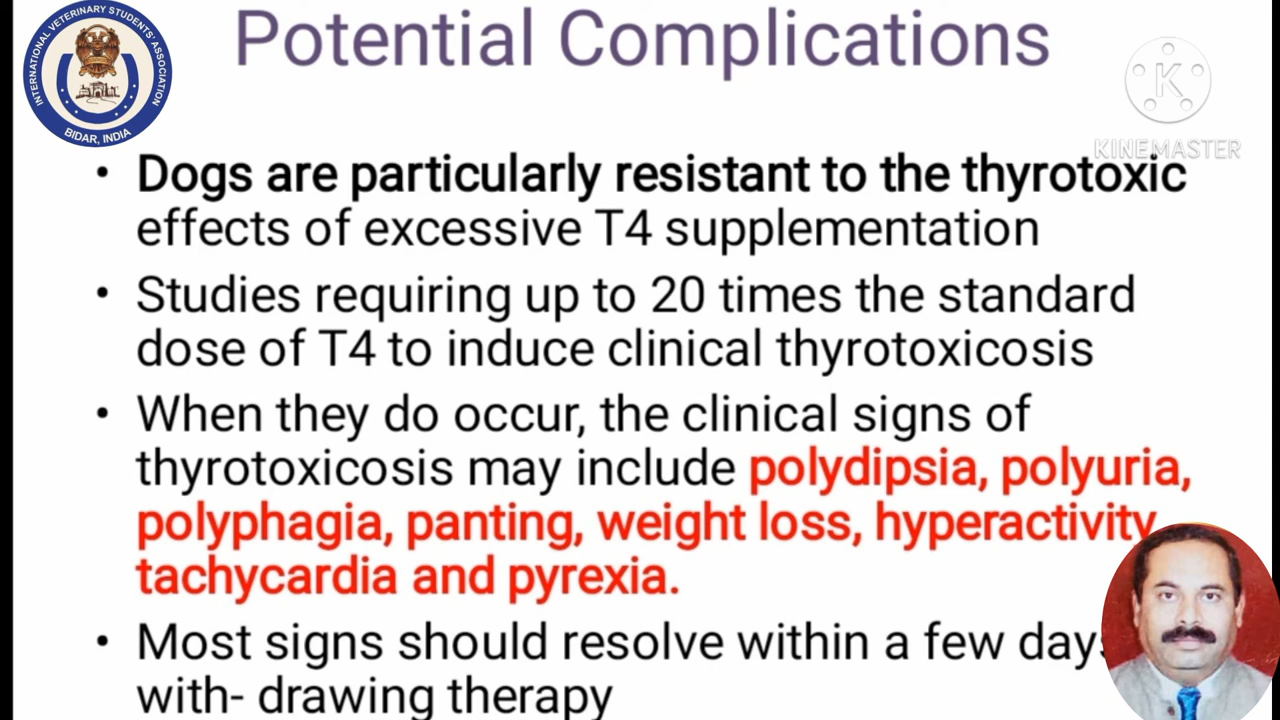 INTERNATIONAL VETERINARY STUDENTS' ASSOCIATION
BIDAR, INDIA
Potential Complications
K
KINEMASTER
• Dogs are particularly resistant to the thyrotoxic
effects of excessive T4 supplementation
• Studies requiring up to 20 times the standard
dose of T4 to induce clinical thyrotoxicosis
• When they do occur, the clinical signs of
thyrotoxicosis may include polydipsia, polyuria,
polyphagia, panting, weight loss, hyperactivity
tachycardia and pyrexia.
• Most signs should resolve within a few days
with- drawing therapy